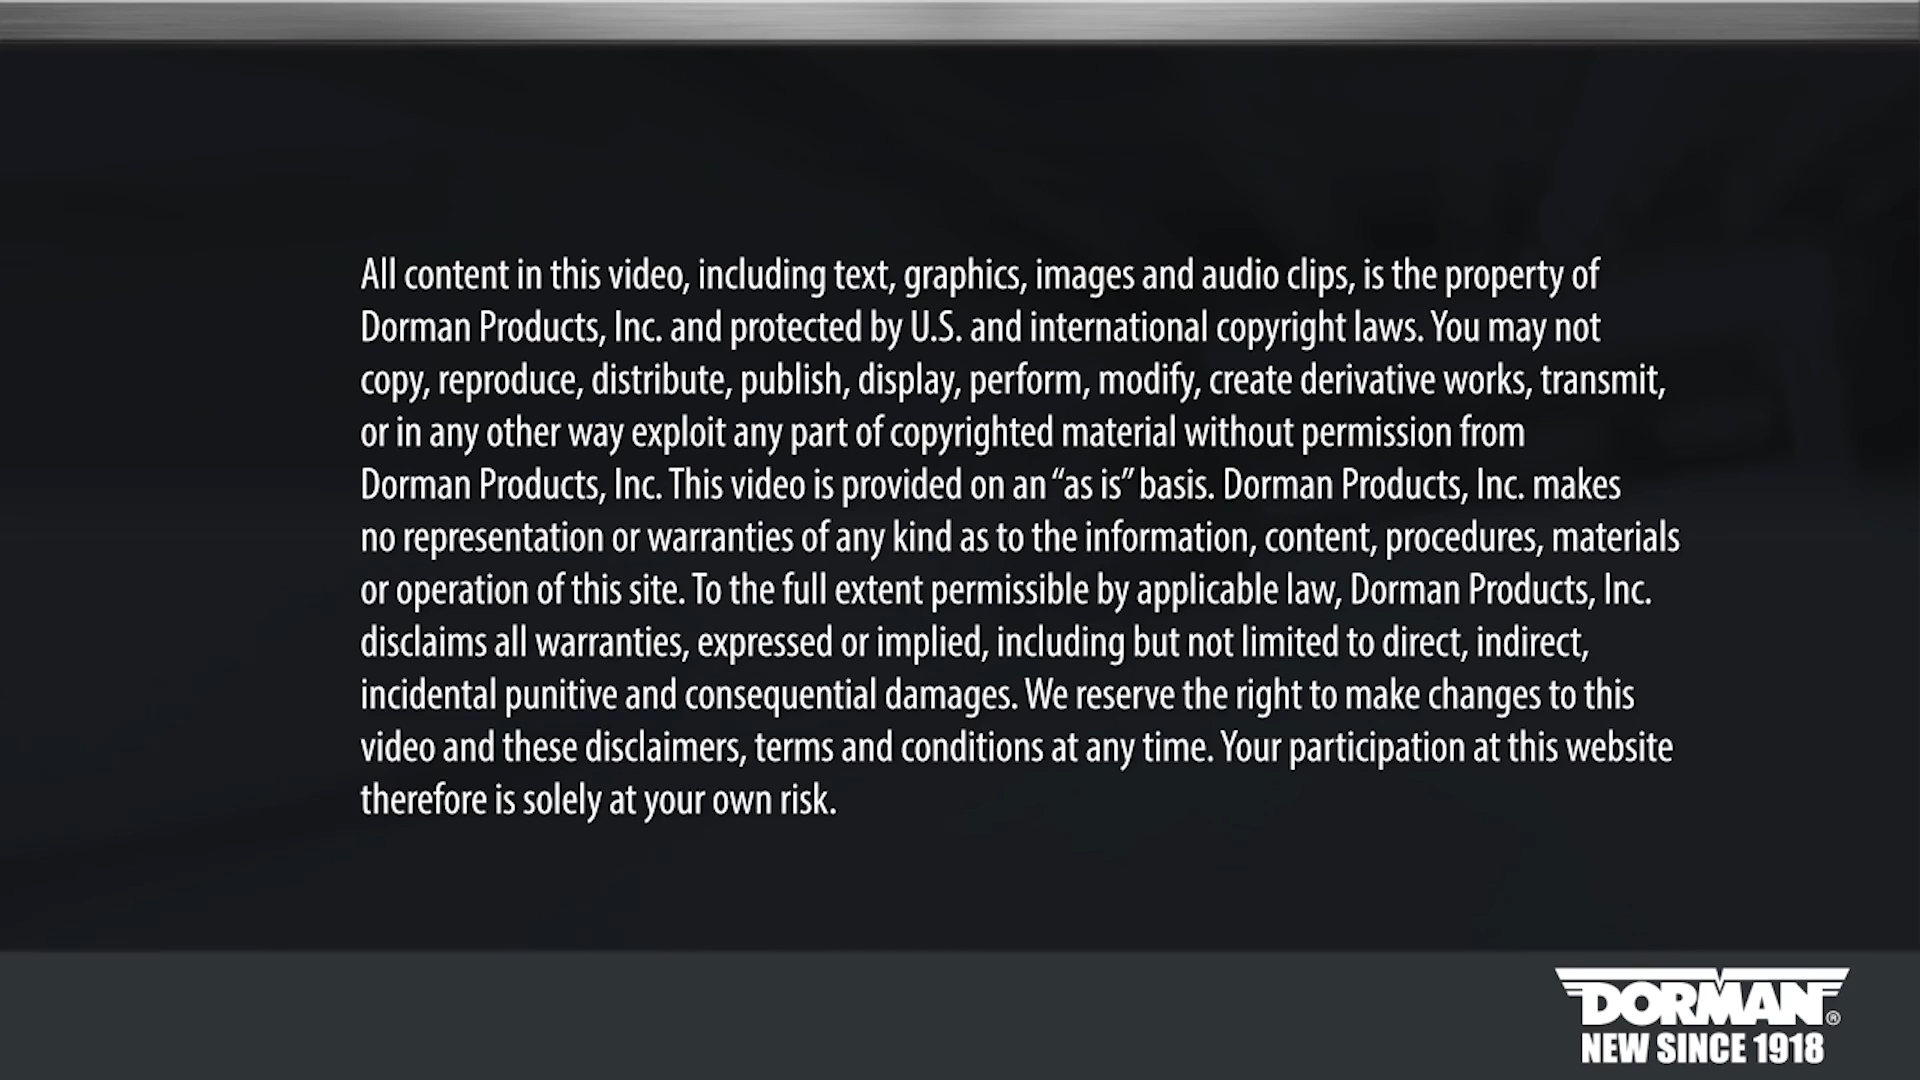 All content in this video, including text, graphics, images and audio clips, is the property of
Dorman Products, Inc. and protected by U.S. and international copyright laws. You may not
copy, reproduce, distribute, publish, display, perform, modify, create derivative works, transmit,
or in any other way exploit any part of copyrighted material without permission from
Dorman Products, Inc. This video is provided on an “as is” basis. Dorman Products, Inc. makes
no representation or warranties of any kind as to the information, content, procedures, materials
or operation of this site. To the full extent permissible by applicable law, Dorman Products, Inc.
disclaims all warranties, expressed or implied, including but not limited to direct, indirect,
incidental punitive and consequential damages. We reserve the right to make changes to this
video and these disclaimers, terms and conditions at any time. Your participation at this website
therefore is solely at your own risk.
DORMAN®
NEW SINCE 1918